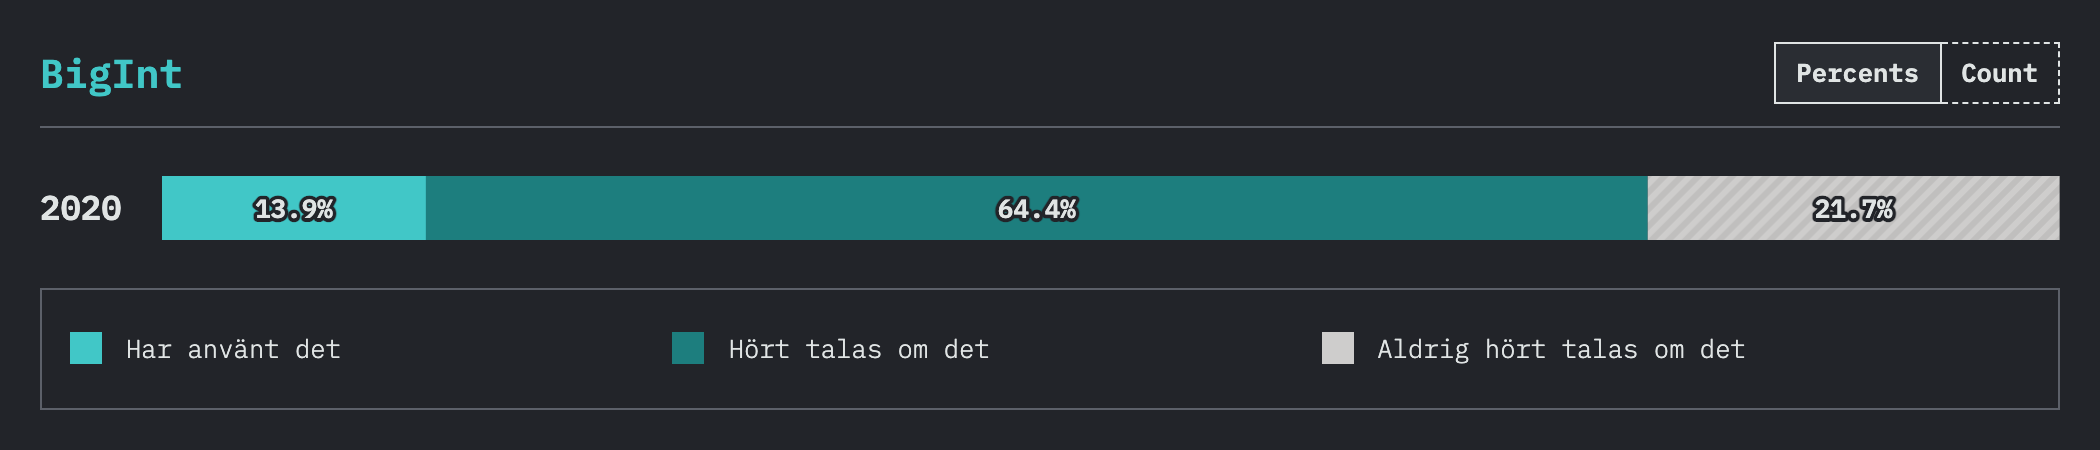 BigInt
Percents Count
2020 13.9% 64.4% 21.7%
Har använt det Hört talas om det Aldrig hört talas om det